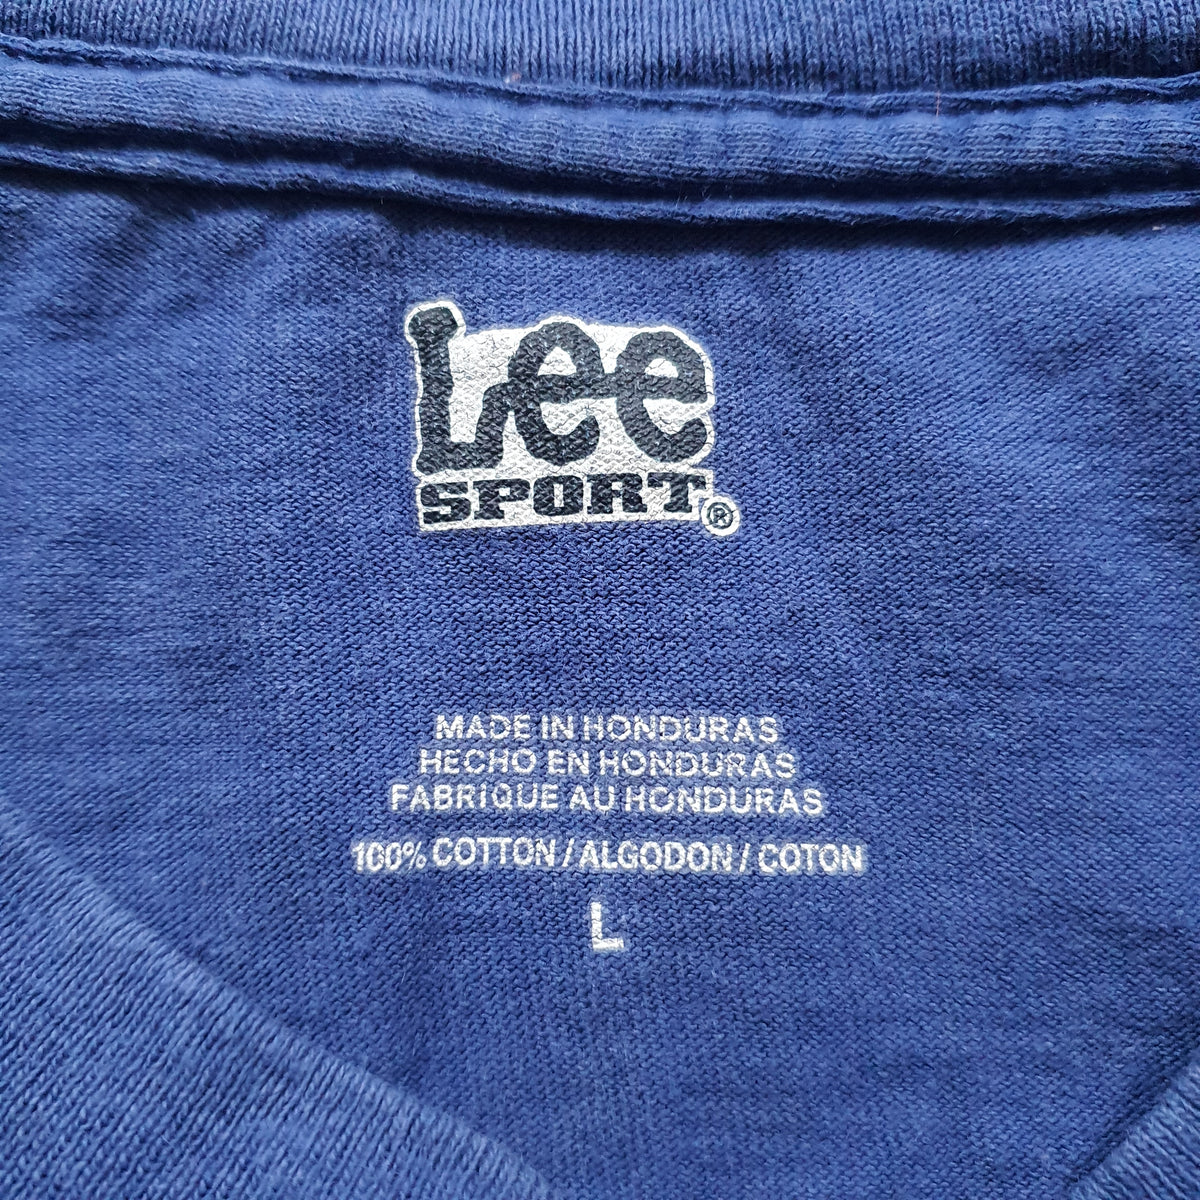 Lee
SPORT®
MADE IN HONDURAS
HECHO EN HONDURAS
FABRIQUE AU HONDURAS
100% COTTON / ALGODON / COTON
L